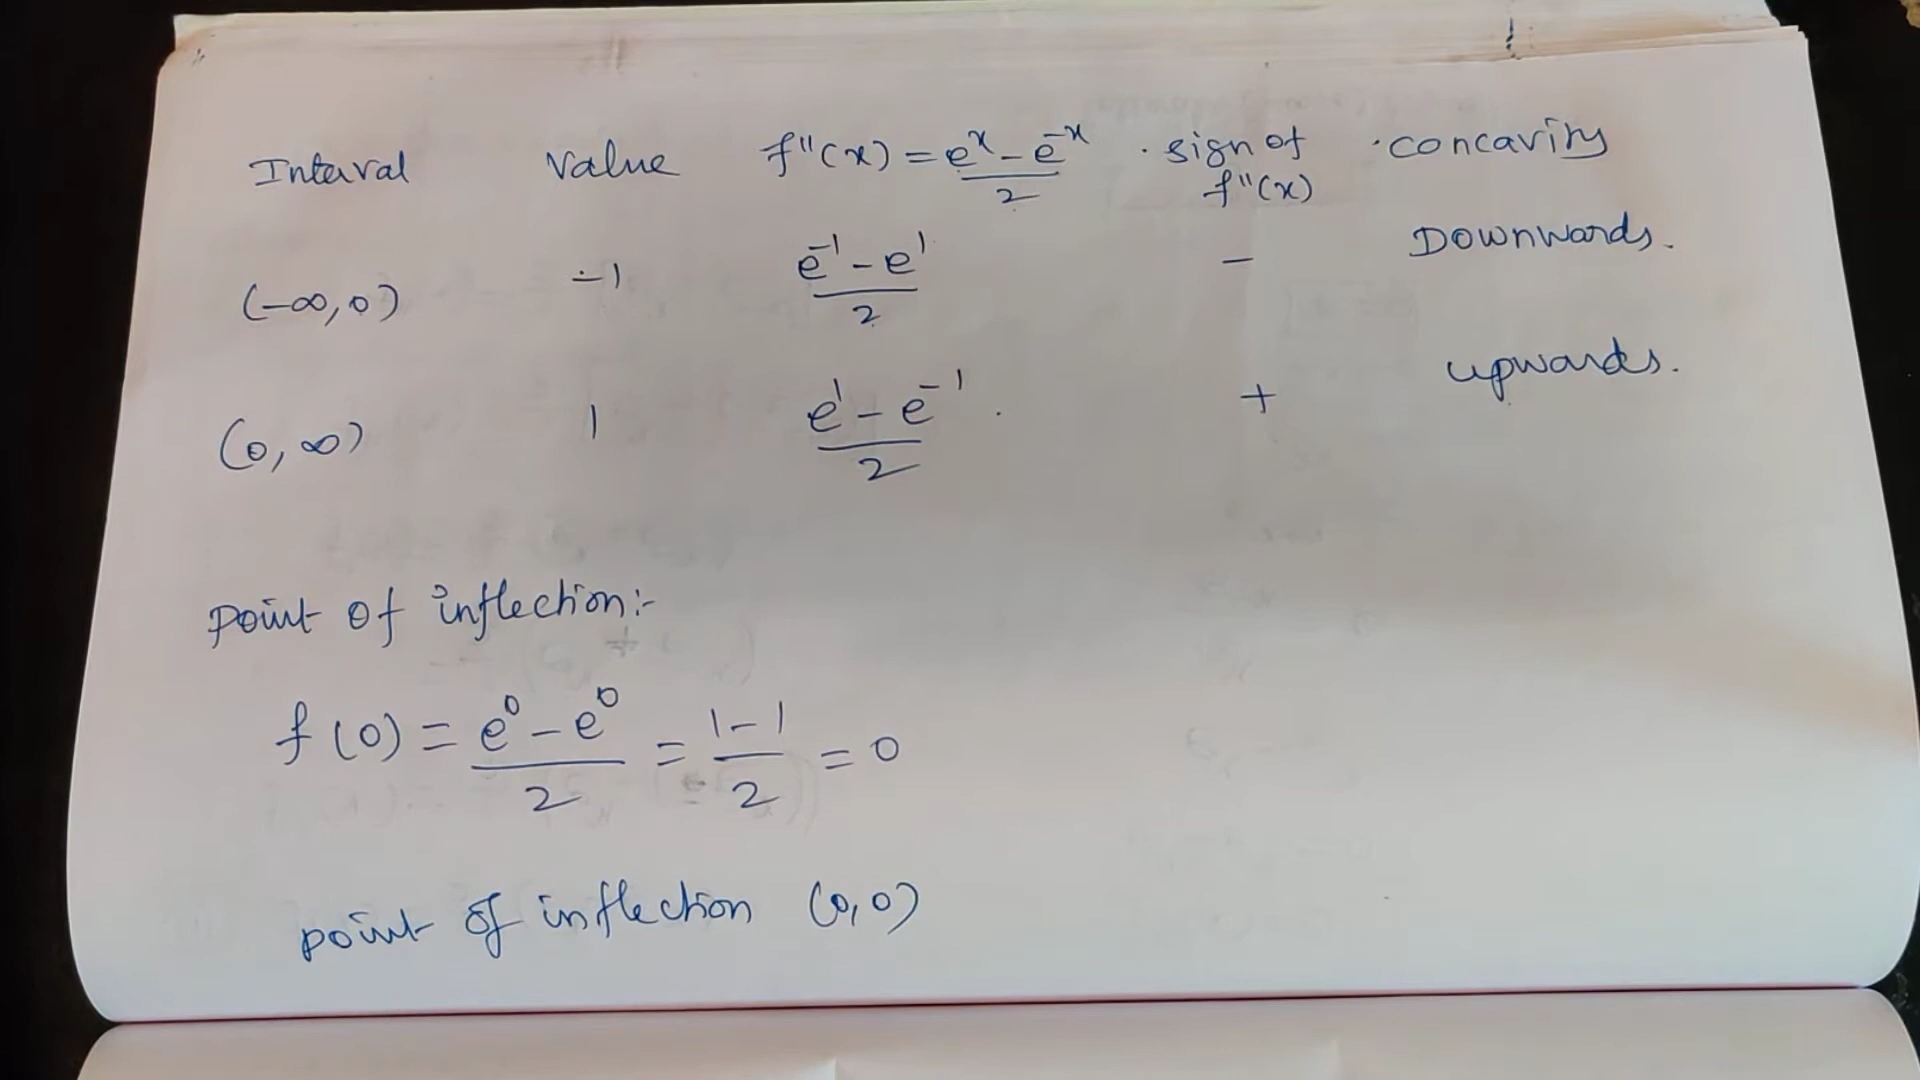 Interval Value f''(x) = e^x - e^-x / 2 . sign of f''(x) . concavity
(-∞, 0) -1 e^-1 - e^1 / 2 - Downwards.
(0, ∞) 1 e^1 - e^-1 / 2 . + upwards.
Point of inflection:-
f(0) = e^0 - e^0 / 2 = 1 - 1 / 2 = 0
point of inflection (0,0)